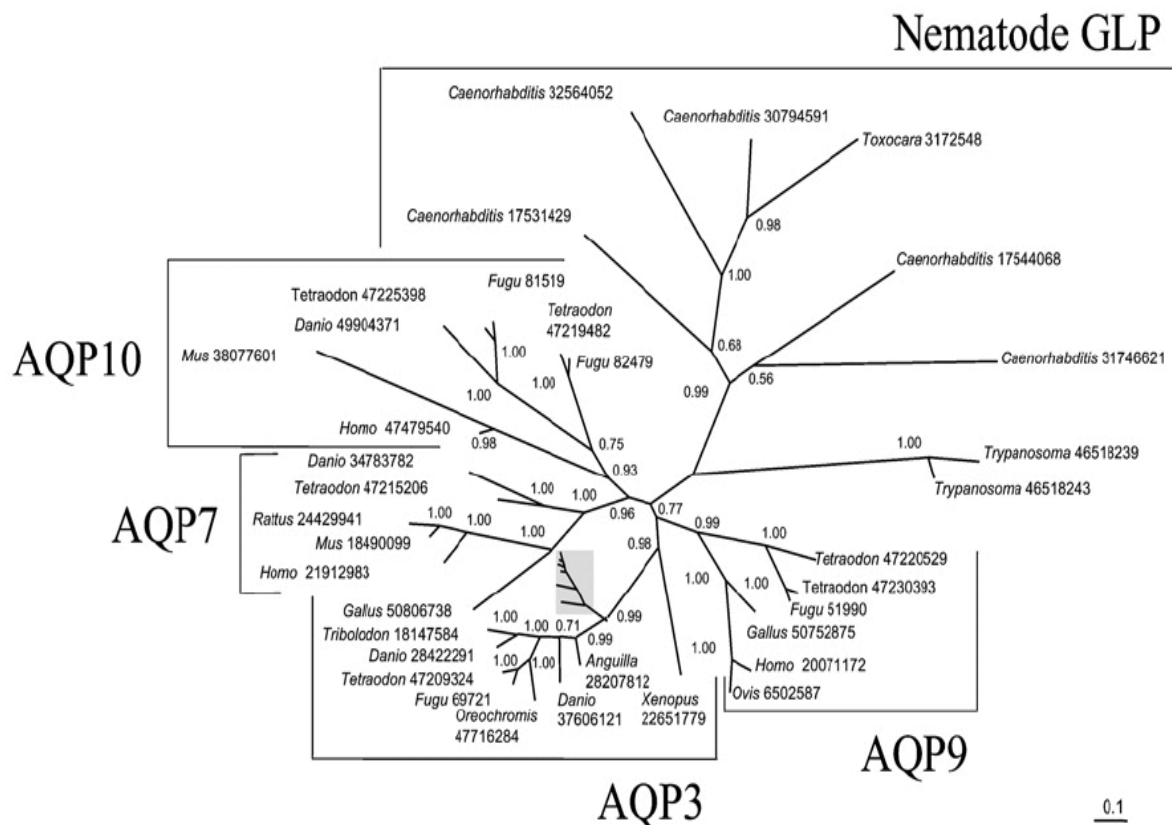 Nematode GLP
Caenorhabditis 32564052
Caenorhabditis 30794591
Toxocara 3172548
Caenorhabditis 17531429
0.98
Caenorhabditis 17544068
1.00
Fugu 81519
Tetraodon 47225398
Tetraodon
47219482
Danio 49904371
AQP10
Mus 38077601
1.00
Fugu 82479
0.68
Caenorhabditis 31746621
0.56
0.99
1.00
1.00
Homo 47479540
0.98
0.75
0.93
1.00
Trypanosoma 46518239
Trypanosoma 46518243
Danio 34783782
Tetraodon 47215206
1.00
1.00
0.96
0.77
AQP7
Rattus 24429941
1.00
1.00
1.00
Mus 18490099
0.98
0.99
1.00
Homo 21912983
Tetraodon 47220529
1.00
1.00
Tetraodon 47230393
Fugu 51990
Gallus 50806738
Gallus 50752875
Tribolodon 18147584
1.00
1.00
0.71
0.99
0.99
Danio 28422291
1.00
Homo 20071172
Tetraodon 47209324
1.00
1.00
Anguilla
28207812
Ovis 6502587
Fugu 69721
Oreochromis
47716284
Danio
37606121
Xenopus
22651779
AQP9
AQP3
0.1